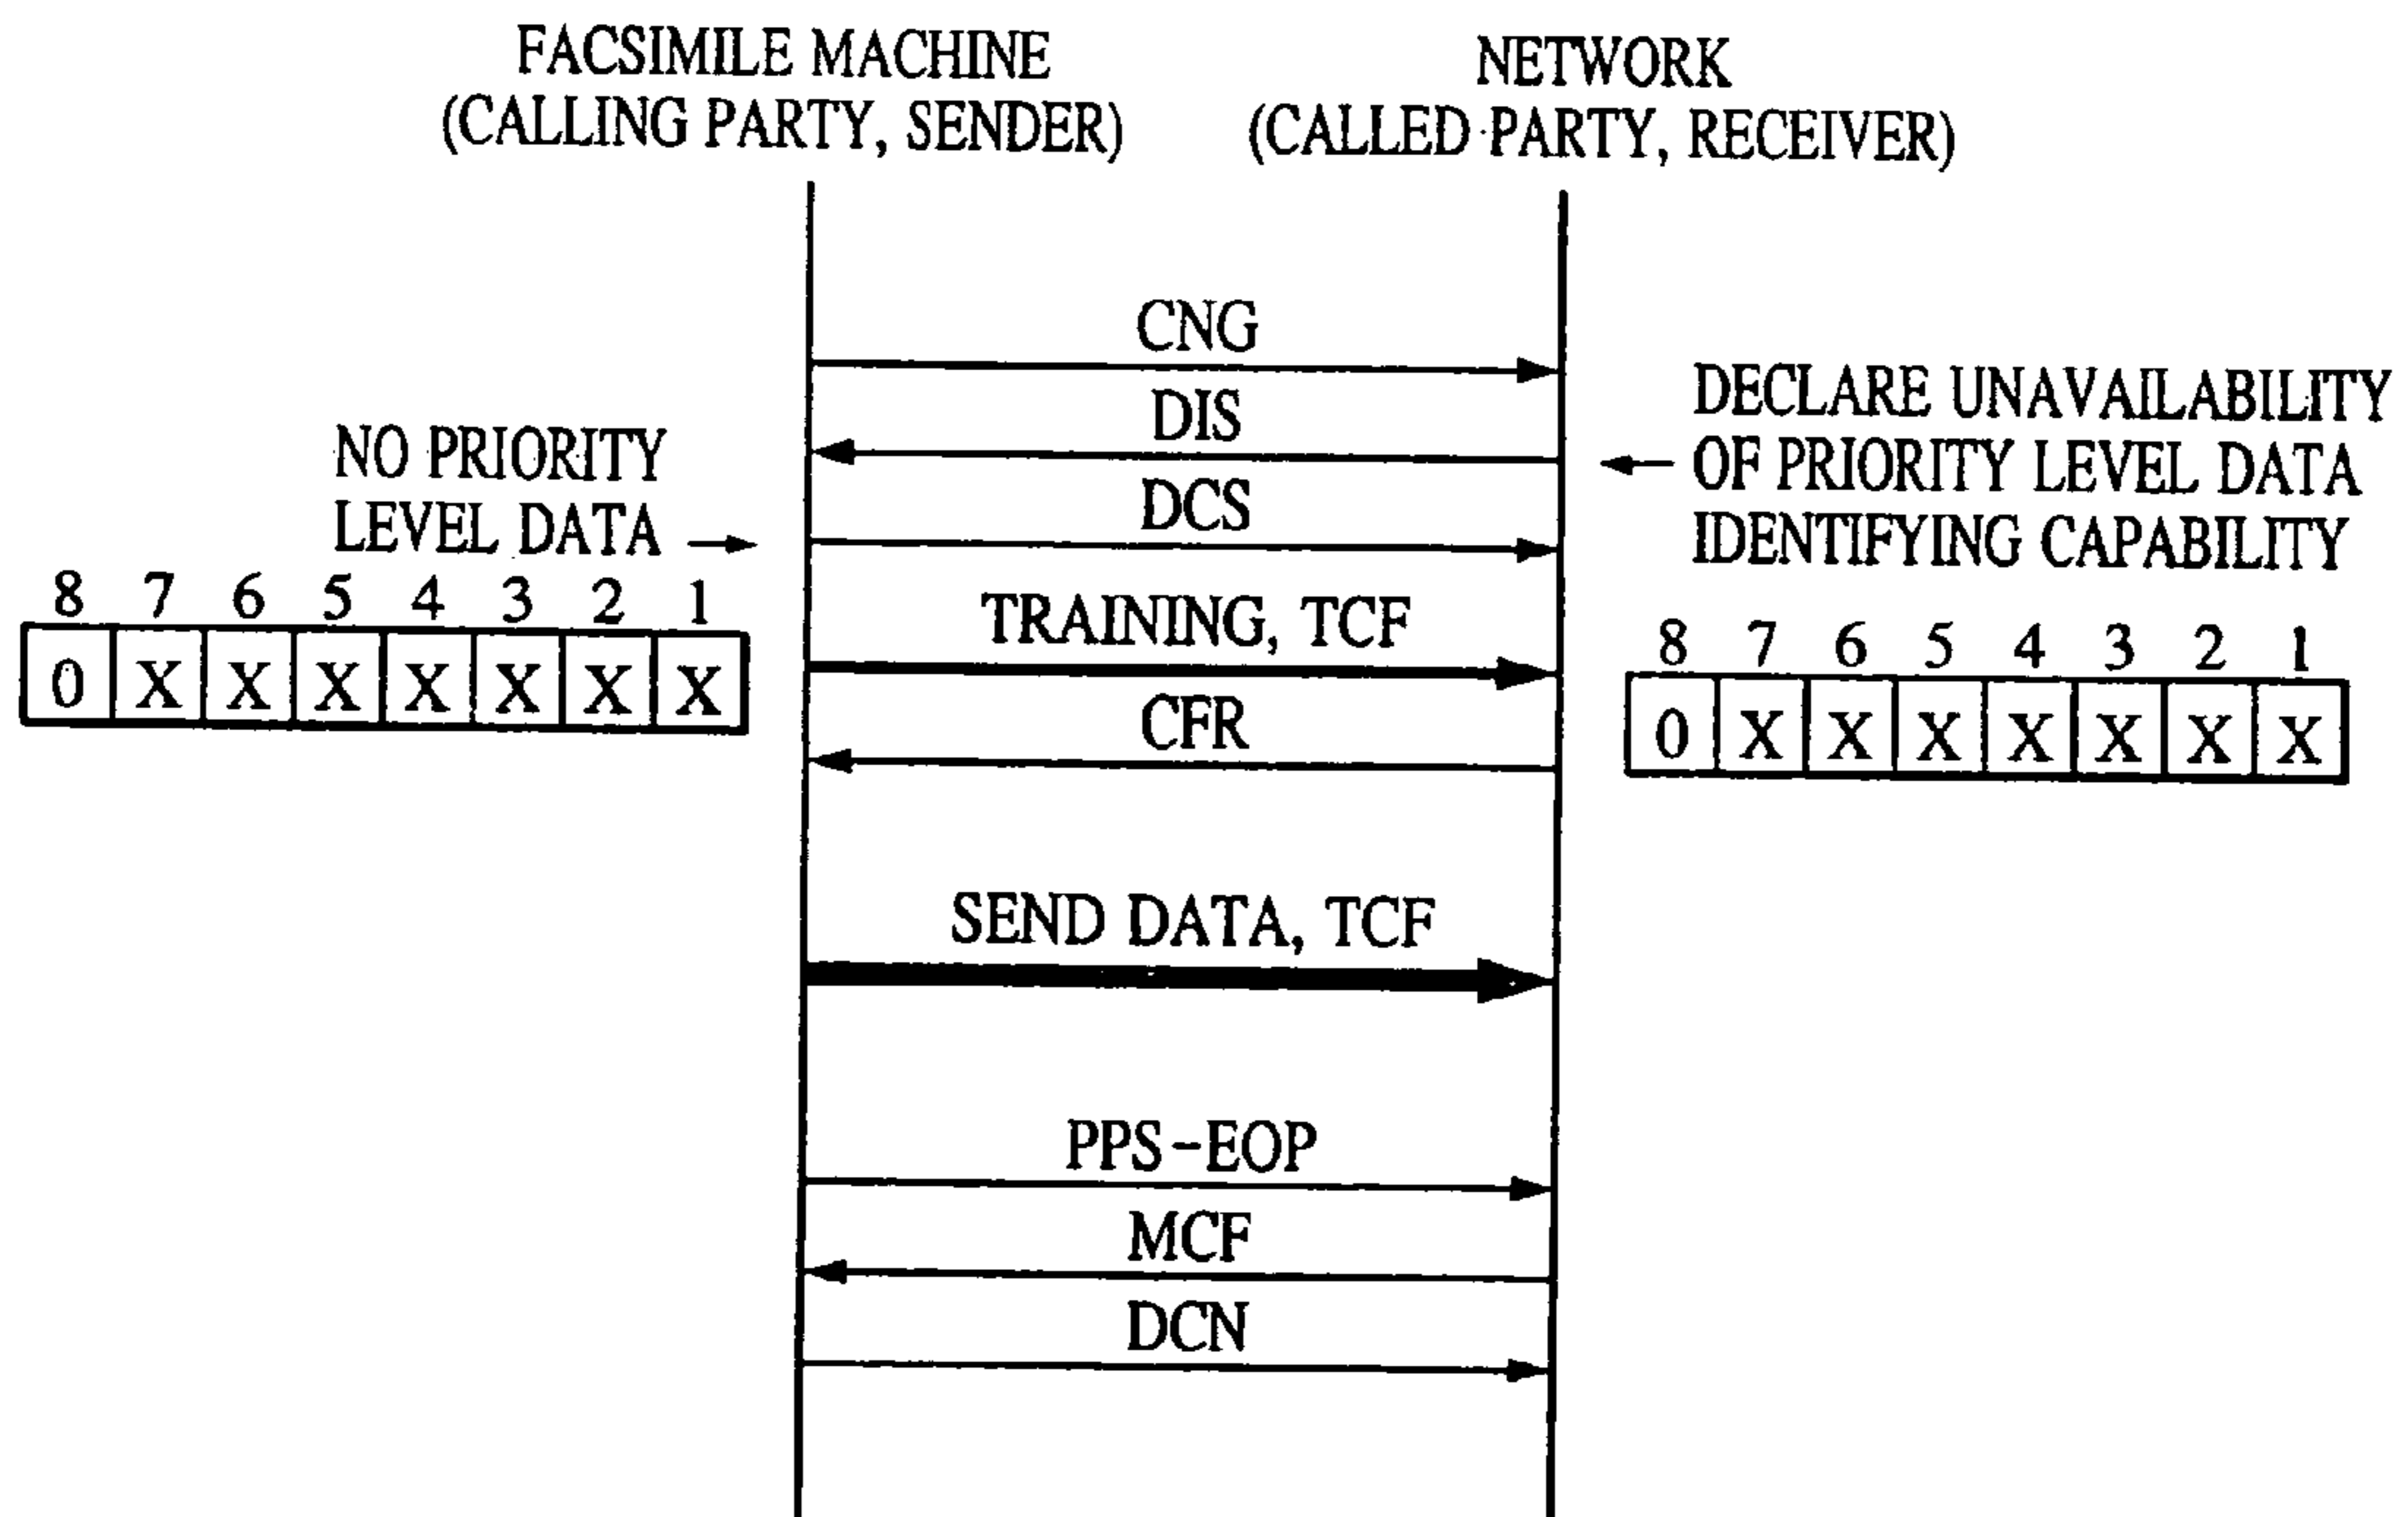 FACSIMILE MACHINE
(CALLING PARTY, SENDER)
NETWORK
(CALLED PARTY, RECEIVER)
CNG
DIS
DECLARE UNAVAILABILITY
OF PRIORITY LEVEL DATA
IDENTIFYING CAPABILITY
NO PRIORITY
LEVEL DATA
DCS
8 7 6 5 4 3 2 1
0 X X X X X X X
TRAINING, TCF
8 7 6 5 4 3 2 1
0 X X X X X X X
CFR
SEND DATA, TCF
PPS-EOP
MCF
DCN